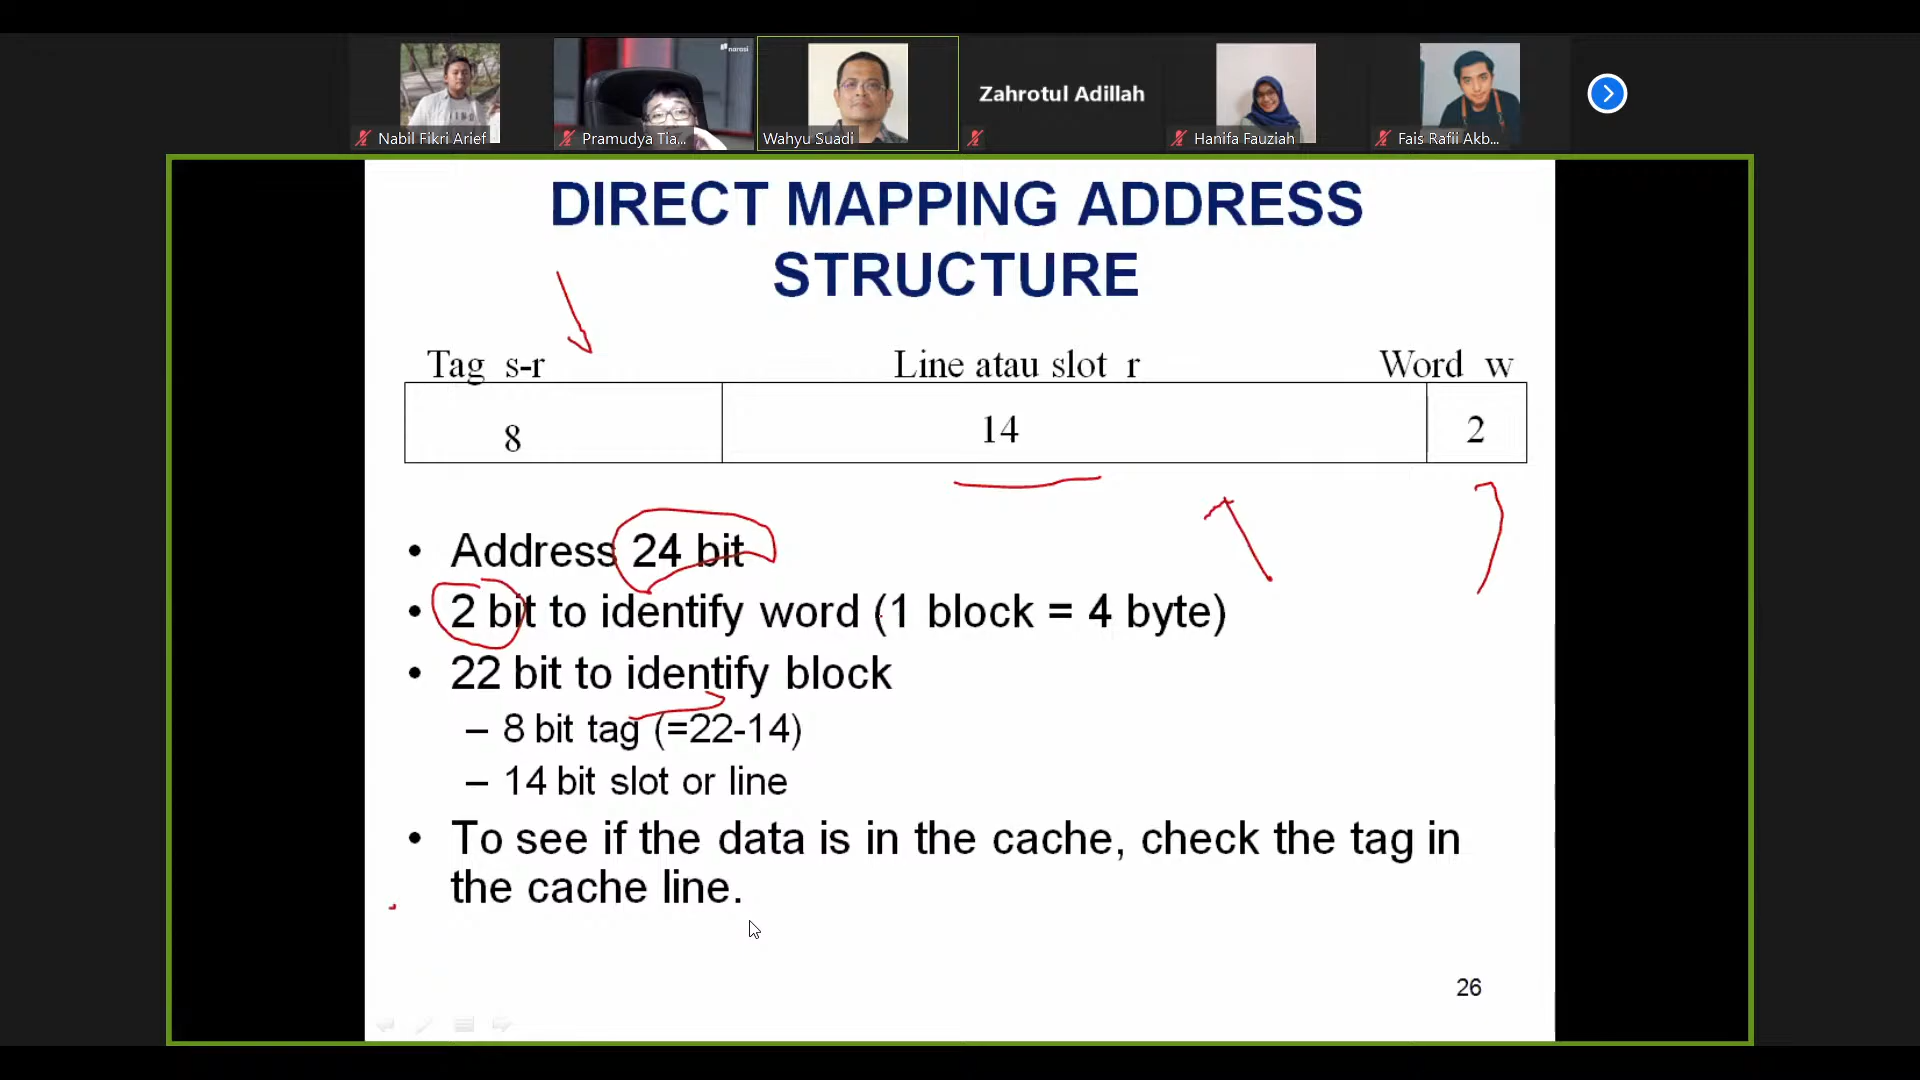 narasi
Nabil Fikri Arief
Pramudya Tia...
Wahyu Suadi
Zahrotul Adillah
Hanifa Fauziah
Fais Rafii Akb...
DIRECT MAPPING ADDRESS
STRUCTURE
Tag s-r Line atau slot r Word w
8 14 2
• Address 24 bit
• 2 bit to identify word (1 block = 4 byte)
• 22 bit to identify block
– 8 bit tag (=22-14)
– 14 bit slot or line
• To see if the data is in the cache, check the tag in
the cache line.
26